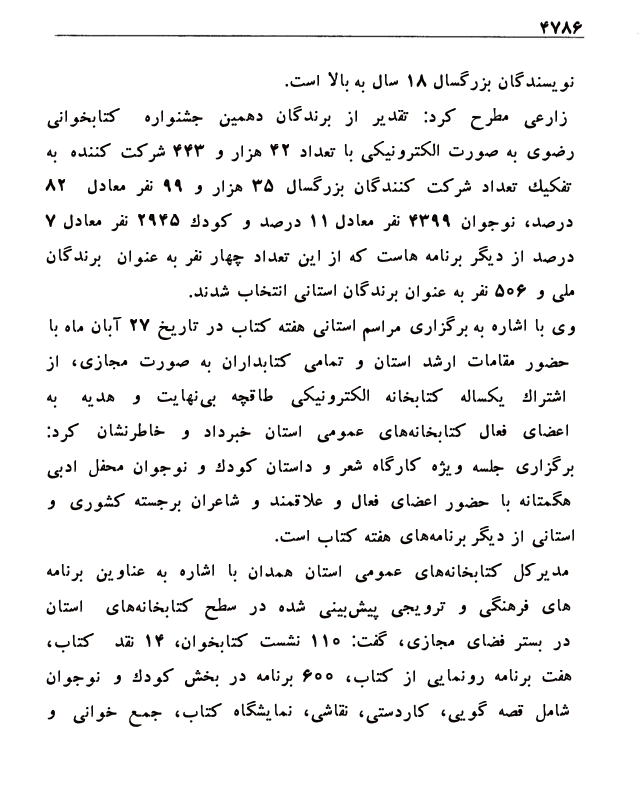 ۴۷۸۶
نویسندگان بزرگسال ۱۸ سال به بالا است.
زارعی مطرح کرد: تقدیر از برندگان دهمین جشنواره کتابخوانی
رضوی به صورت الکترونیکی با تعداد ۴۲ هزار و ۴۴۳ شرکت کننده به
تفکیك تعداد شرکت کنندگان بزرگسال ۳۵ هزار و ۹۹ نفر معادل ۸۲
درصد، نوجوان ۴۳۹۹ نفر معادل ۱۱ درصد و کودك ۲۹۴۵ نفر معادل ۷
درصد از دیگر برنامه هاست که از این تعداد چهار نفر به عنوان برندگان
ملی و ۵۰۶ نفر به عنوان برندگان استانی انتخاب شدند.
وی با اشاره به برگزاری مراسم استانی هفته کتاب در تاریخ ۲۷ آبان ماه با
حضور مقامات ارشد استان و تمامی کتابداران به صورت مجازی، از
اشتراك یکساله کتابخانه الکترونیکی طاقچه بی‌نهایت و هدیه به
اعضای فعال کتابخانه‌های عمومی استان خبرداد و خاطرنشان کرد:
برگزاری جلسه ویژه کارگاه شعر و داستان کودك و نوجوان محفل ادبی
هگمتانه با حضور اعضای فعال و علاقمند و شاعران برجسته کشوری و
استانی از دیگر برنامه‌های هفته کتاب است.
مدیرکل کتابخانه‌های عمومی استان همدان با اشاره به عناوین برنامه
های فرهنگی و ترویجی پیش‌بینی شده در سطح کتابخانه‌های استان
در بستر فضای مجازی، گفت: ۱۱۰ نشست کتابخوان، ۱۴ نقد کتاب،
هفت برنامه رونمایی از کتاب، ۶۰۰ برنامه در بخش کودك و نوجوان
شامل قصه گویی، کاردستی، نقاشی، نمایشگاه کتاب، جمع خوانی و